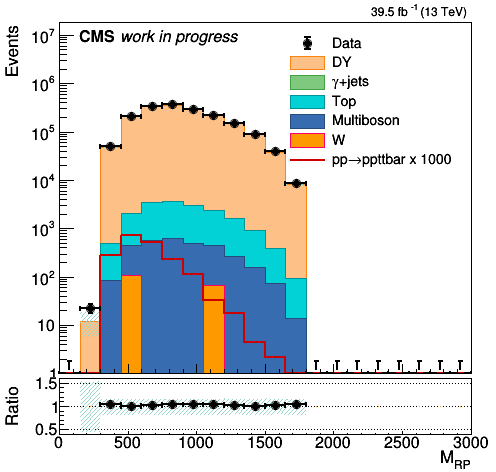 39.5 fb⁻¹ (13 TeV)
CMS work in progress
Events
10⁷
10⁶
10⁵
10⁴
10³
10²
10
1
Data
DY
γ+jets
Top
Multiboson
W
pp→ppttbar x 1000
Ratio
1.5
1
0.5
0 500 1000 1500 2000 2500 3000
M_RP